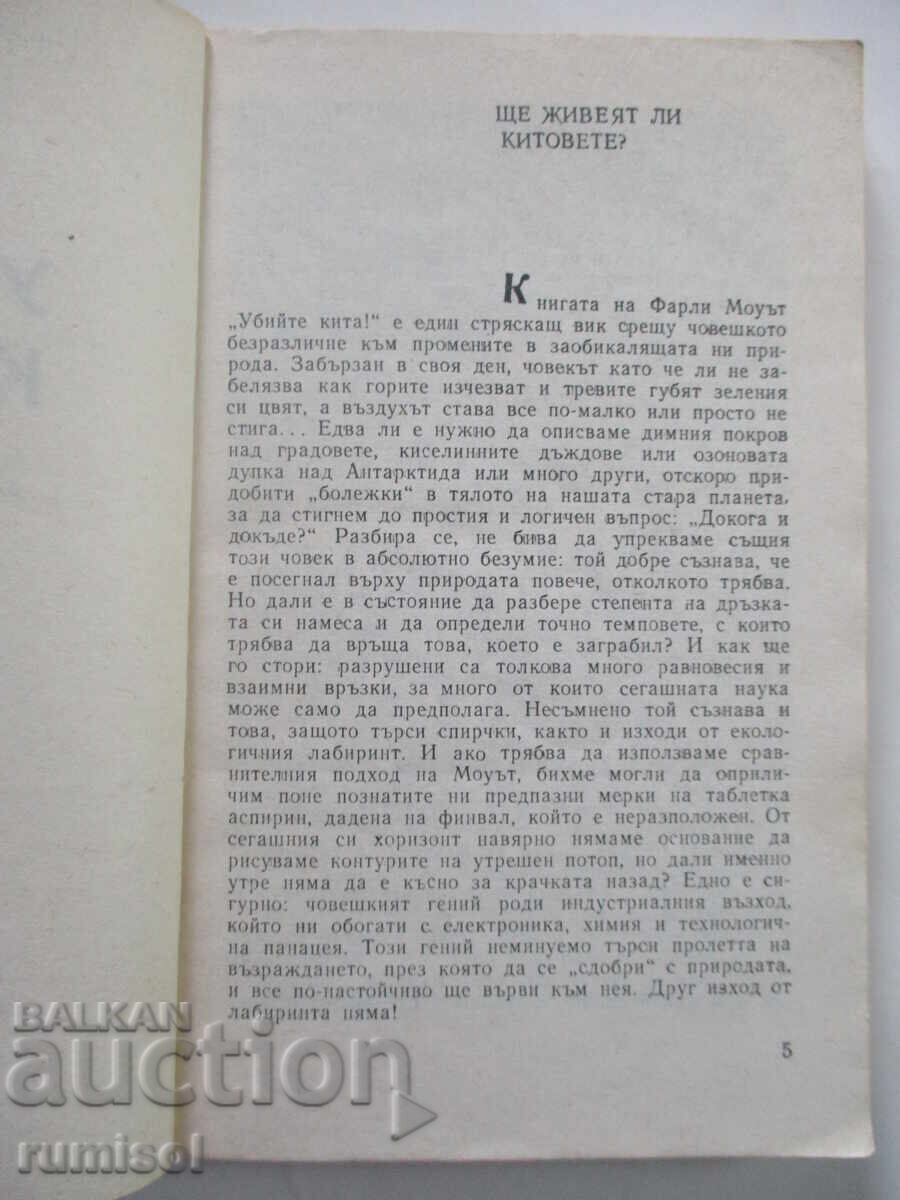 ЩЕ ЖИВЕЯТ ЛИ
КИТОВЕТЕ?
Книгата на Фарли Моуът
„Убийте кита!“ е един стряскащ вик срещу човешкото
безразличие към промените в заобикалящата ни при-
рода. Забързан в своя ден, човекът като че ли не за-
белязва как горите изчезват и тревите губят зеления
си цвят, а въздухът става все по-малко или просто не
стига... Едва ли е нужно да описваме димния покров
над градовете, киселинните дъждове или озоновата
дупка над Антарктида или много други, отскоро при-
добити „болежки“ в тялото на нашата стара планета,
за да стигнем до простия и логичен въпрос: „Докога и
докъде?“ Разбира се, не бива да упрекваме същия
този човек в абсолютно безумие: той добре съзнава, че
е посегнал върху природата повече, отколкото трябва.
Но дали е в състояние да разбере степента на дръзка-
та си намеса и да определи точно темповете, с които
трябва да връща това, което е заграбил? И как ще
го стори: разрушени са толкова много равновесия и
взаимни връзки, за много от които сегашната наука
може само да предполага. Несъмнено той съзнава и
това, защото търси спирчки, както и изходи от еколо-
гичния лабиринт. И ако трябва да използваме срав-
нителния подход на Моуът, бихме могли да оприли-
чим поне познатите ни предпазни мерки на таблетка
аспирин, дадена на финвал, който е неразположен. От
сегашния си хоризонт навярно нямаме основание да
рисуваме контурите на утрешен потоп, но дали именно
утре няма да е късно за крачката назад? Едно е си-
гурно: човешкият гений роди индустриалния възход,
който ни обогати с електроника, химия и технологич-
на панацея. Този гений неминуемо търси пролетта на
възраждането, през която да се „сдобри“ с природата,
и все по-настойчиво ще върви към нея. Друг изход от
лабиринта няма!
5
BALKAN
auction
rumisol